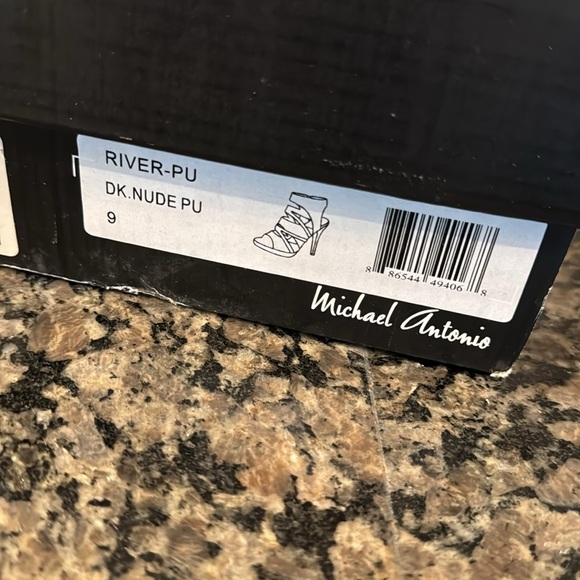 RIVER-PU
DK.NUDE PU
9
8 86544 49406 8
Michael Antonio